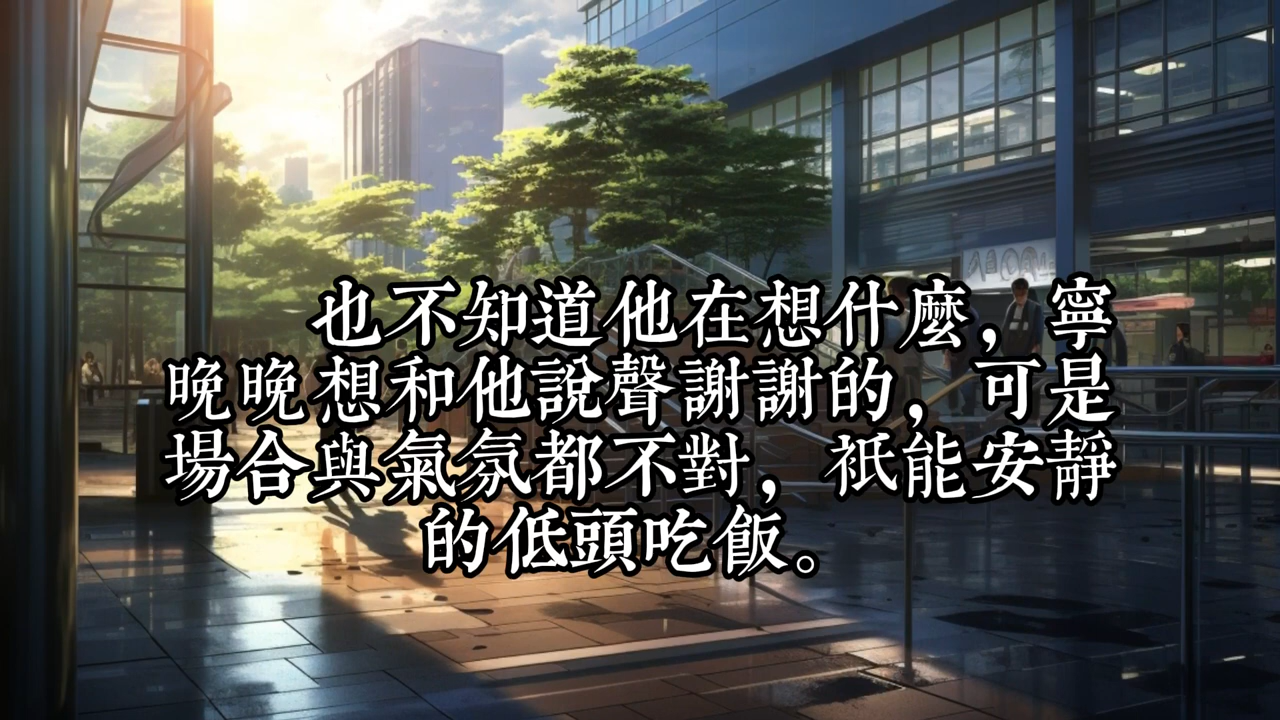 也不知道他在想什麼，寧
晚晚想和他說聲謝謝的，可是
場合與氣氛都不對，衹能安靜
的低頭吃飯。